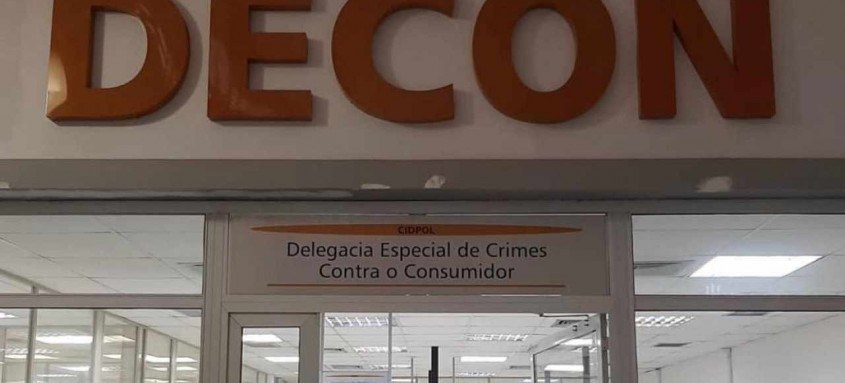 DECON
CIDPOL
Delegacia Especial de Crimes
Contra o Consumidor